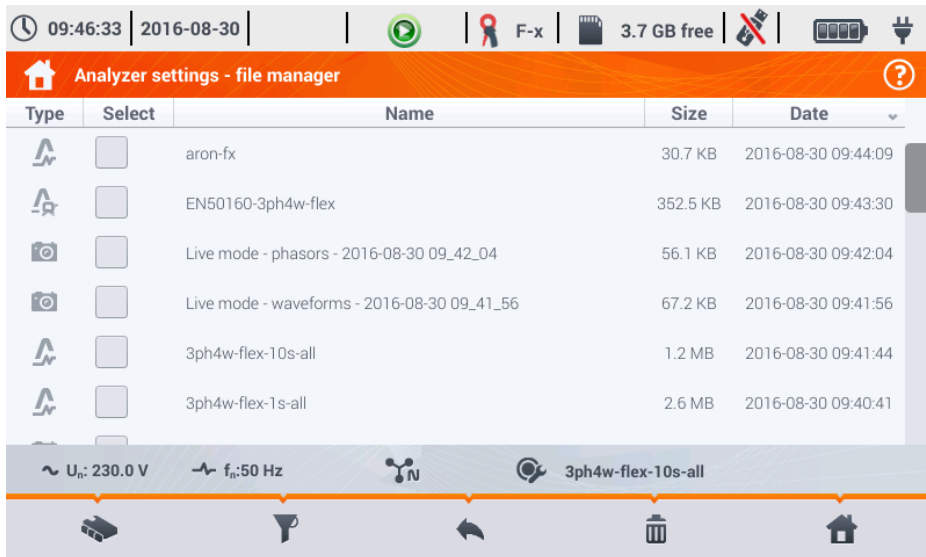 09:46:33 2016-08-30 F-x 3.7 GB free
Analyzer settings - file manager ?
Type Select Name Size Date
aron-fx 30.7 KB 2016-08-30 09:44:09
EN50160-3ph4w-flex 352.5 KB 2016-08-30 09:43:30
Live mode - phasors - 2016-08-30 09_42_04 56.1 KB 2016-08-30 09:42:04
Live mode - waveforms - 2016-08-30 09_41_56 67.2 KB 2016-08-30 09:41:56
3ph4w-flex-10s-all 1.2 MB 2016-08-30 09:41:44
3ph4w-flex-1s-all 2.6 MB 2016-08-30 09:40:41
Un: 230.0 V fn:50 Hz N 3ph4w-flex-10s-all